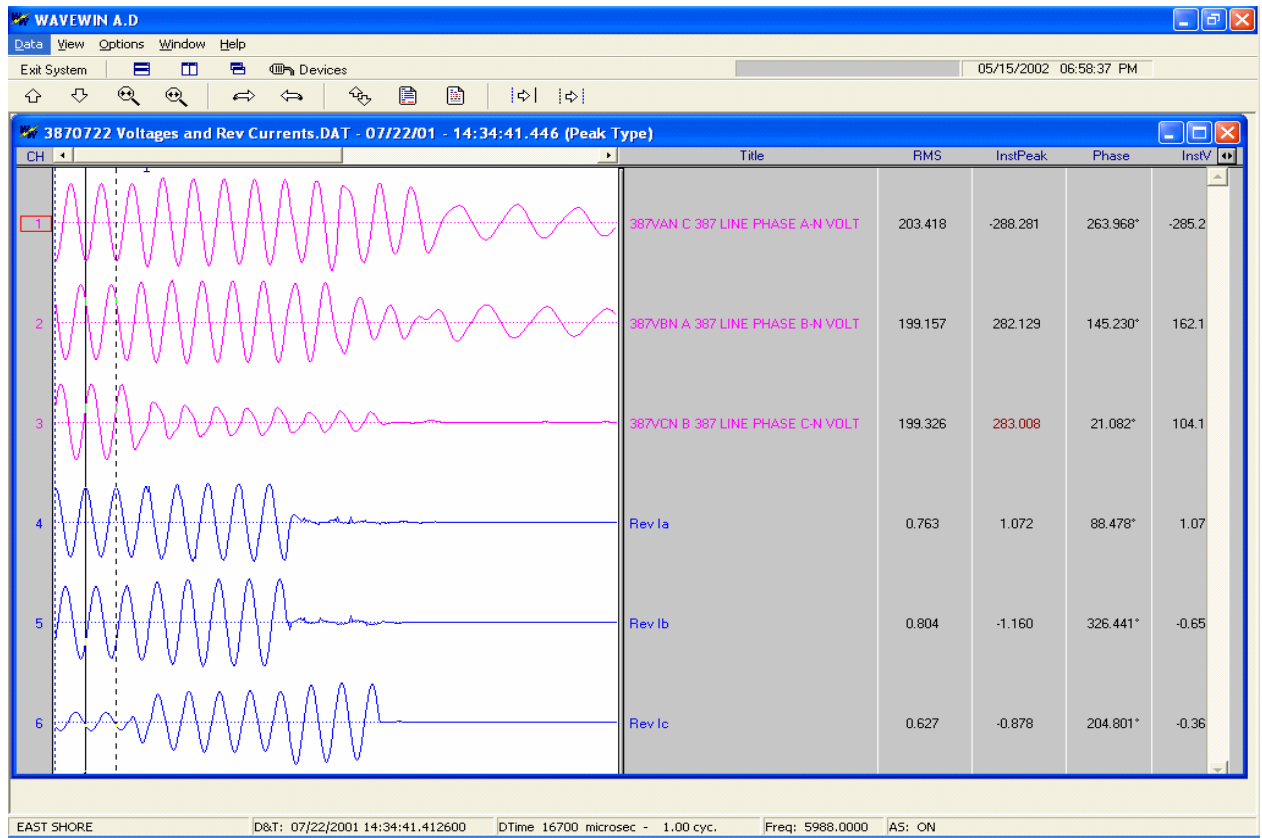 WAVEWIN A.D
Data View Options Window Help
Exit System Devices 05/15/2002 06:58:37 PM
3870722 Voltages and Rev Currents.DAT - 07/22/01 - 14:34:41.446 (Peak Type)
CH Title RMS InstPeak Phase InstV
1 387VAN C 387 LINE PHASE A-N VOLT 203.418 -288.281 263.968° -285.2
2 387VBN A 387 LINE PHASE B-N VOLT 199.157 282.129 145.230° 162.1
3 387VCN B 387 LINE PHASE C-N VOLT 199.326 283.008 21.082° 104.1
4 Rev Ia 0.763 1.072 88.478° 1.07
5 Rev Ib 0.804 -1.160 326.441° -0.65
6 Rev Ic 0.627 -0.878 204.801° -0.36
EAST SHORE D&T: 07/22/2001 14:34:41.412600 DTime 16700 microsec - 1.00 cyc. Freq: 5988.0000 AS: ON